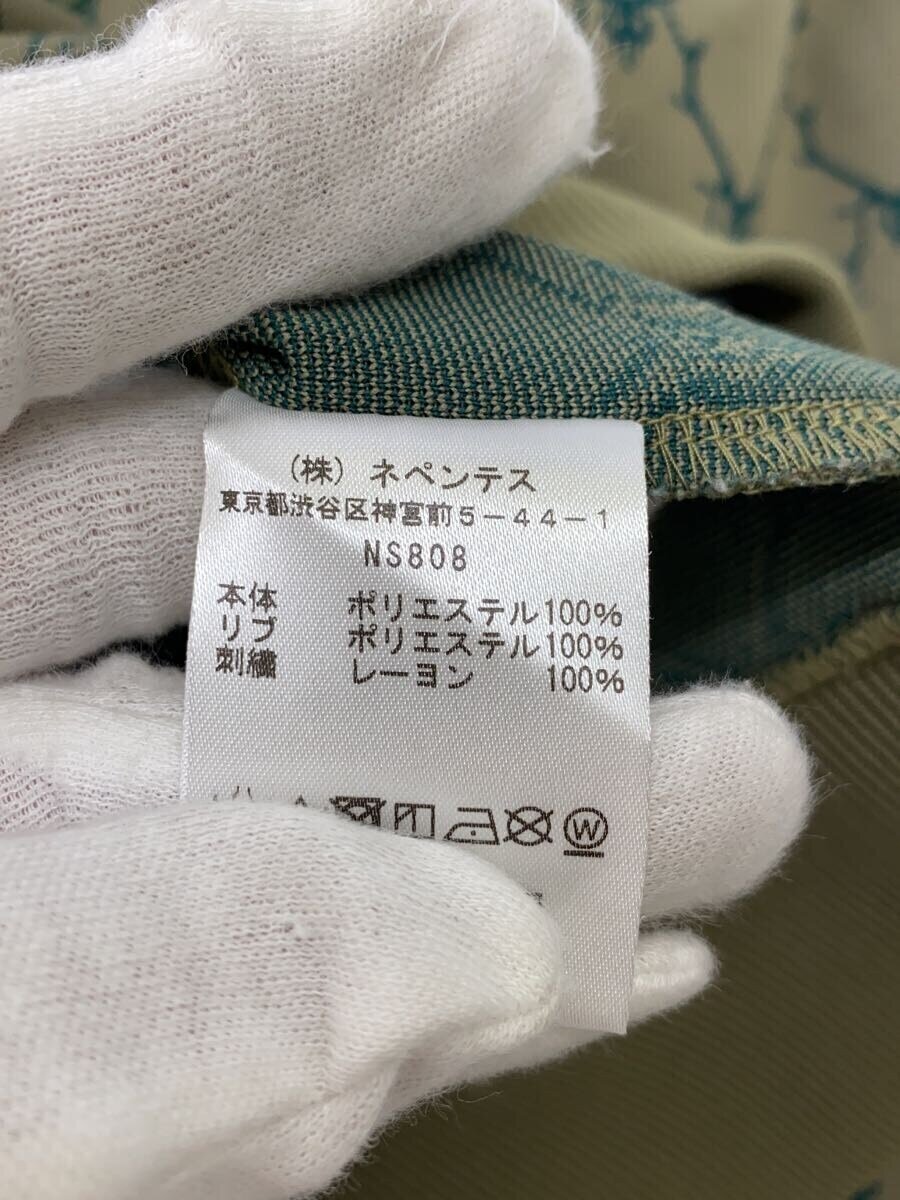 (株) ネペンテス
東京都渋谷区神宮前5-44-1
NS808
本体 ポリエステル100%
リブ ポリエステル100%
刺繍 レーヨン 100%
W